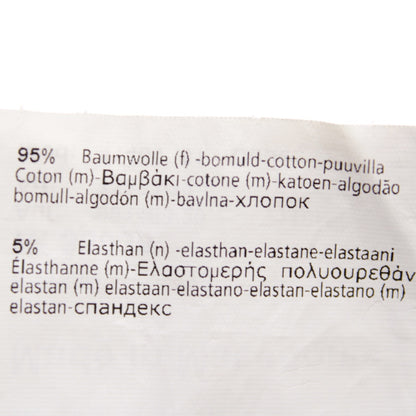 95% Baumwolle (f) -bomuld-cotton-puuvilla
Coton (m)-Βαμβάκι-cotone (m)-katoen-algodão
bomull-algodón (m)-bavlna-хлопок
5% Elasthan (n) -elasthan-elastane-elastaani
Élasthanne (m)-Ελαστομερής πολυουρεθάν
elastan (m) elastaan-elastano-elastan-elastano (m)
elastan-спандекс